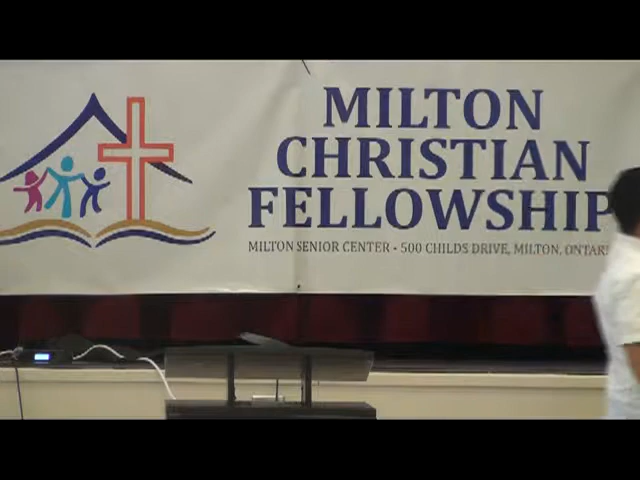 MILTON
CHRISTIAN
FELLOWSHIP
MILTON SENIOR CENTER - 500 CHILDS DRIVE, MILTON, ONTARI